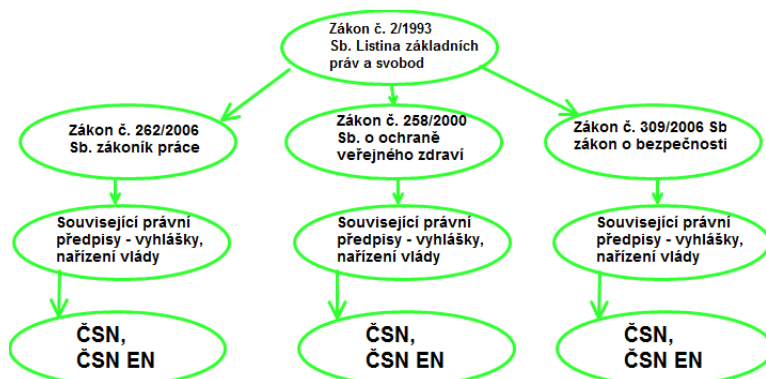 Zákon č. 2/1993
Sb. Listina základních
práv a svobod
Zákon č. 262/2006
Sb. zákoník práce
Zákon č. 258/2000
Sb. o ochraně
veřejného zdraví
Zákon č. 309/2006 Sb
zákon o bezpečnosti
Související právní
předpisy - vyhlášky,
nařízení vlády
Související právní
předpisy - vyhlášky,
nařízení vlády
Související právní
předpisy - vyhlášky,
nařízení vlády
ČSN,
ČSN EN
ČSN,
ČSN EN
ČSN,
ČSN EN